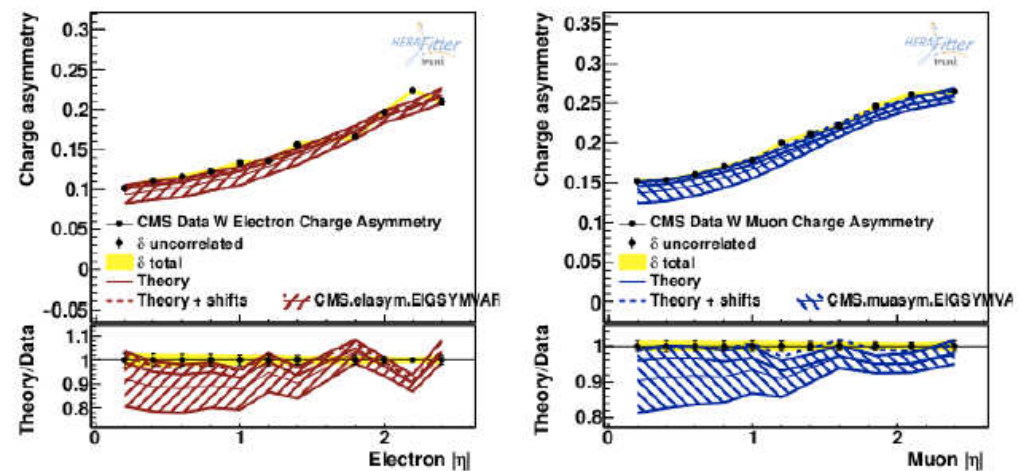 0.3
0.25
0.2
0.15
0.1
0.05
0
-0.05
Charge asymmetry
HERAFitter
CMS Data W Electron Charge Asymmetry
δ uncorrelated
δ total
Theory
Theory + shifts
CMS.elasym.EIGSYMVAR
1.1
1
0.9
0.8
Theory/Data
0 1 2
Electron |η|
0.35
0.3
0.25
0.2
0.15
0.1
0.05
0
Charge asymmetry
HERAFitter
CMS Data W Muon Charge Asymmetry
δ uncorrelated
δ total
Theory
Theory + shifts
CMS.muasym.EIGSYMVA
1
0.9
0.8
Theory/Data
0 1 2
Muon |η|